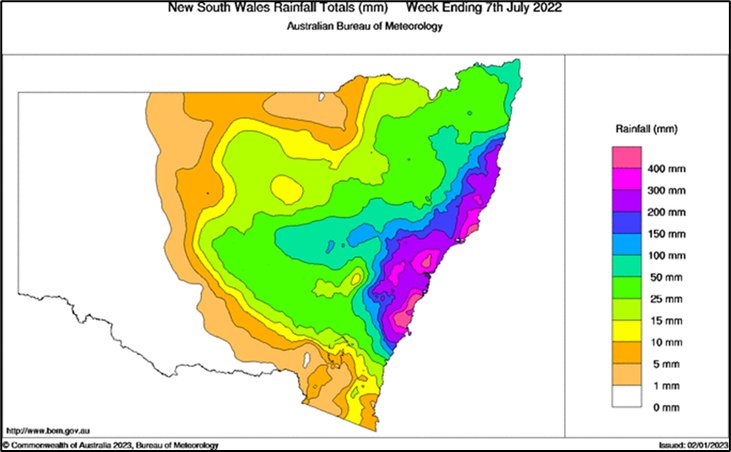 New South Wales Rainfall Totals (mm) Week Ending 7th July 2022
Australian Bureau of Meteorology
Rainfall (mm)
400 mm
300 mm
200 mm
150 mm
100 mm
50 mm
25 mm
15 mm
10 mm
5 mm
1 mm
0 mm
http://www.bom.gov.au
© Commonwealth of Australia 2023, Bureau of Meteorology
Issued: 02/01/2023